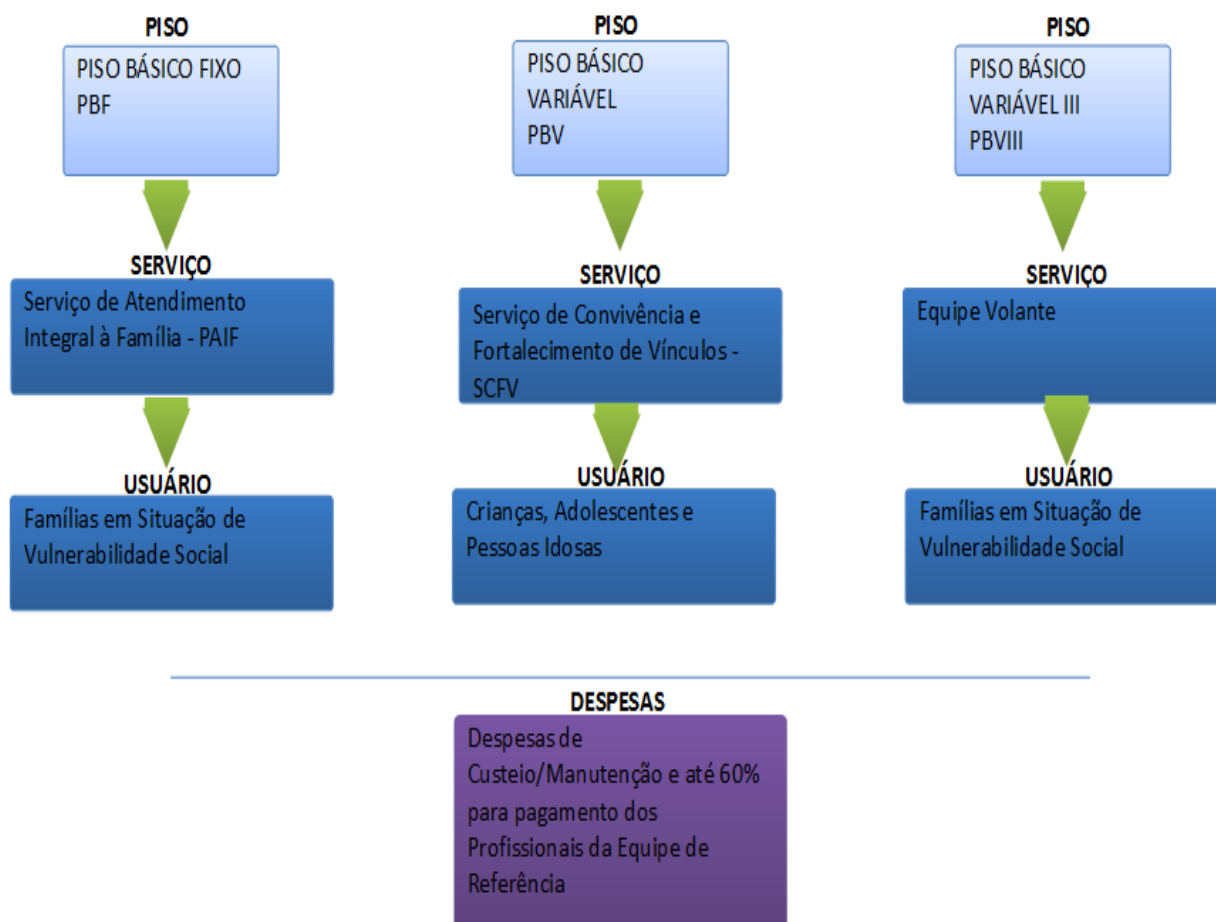 PISO
PISO BÁSICO FIXO
PBF
SERVIÇO
Serviço de Atendimento
Integral à Família - PAIF
USUÁRIO
Famílias em Situação de
Vulnerabilidade Social
PISO
PISO BÁSICO
VARIÁVEL
PBV
SERVIÇO
Serviço de Convivência e
Fortalecimento de Vínculos -
SCFV
USUÁRIO
Crianças, Adolescentes e
Pessoas Idosas
PISO
PISO BÁSICO
VARIÁVEL III
PBVIII
SERVIÇO
Equipe Volante
USUÁRIO
Famílias em Situação de
Vulnerabilidade Social
DESPESAS
Despesas de
Custeio/Manutenção e até 60%
para pagamento dos
Profissionais da Equipe de
Referência